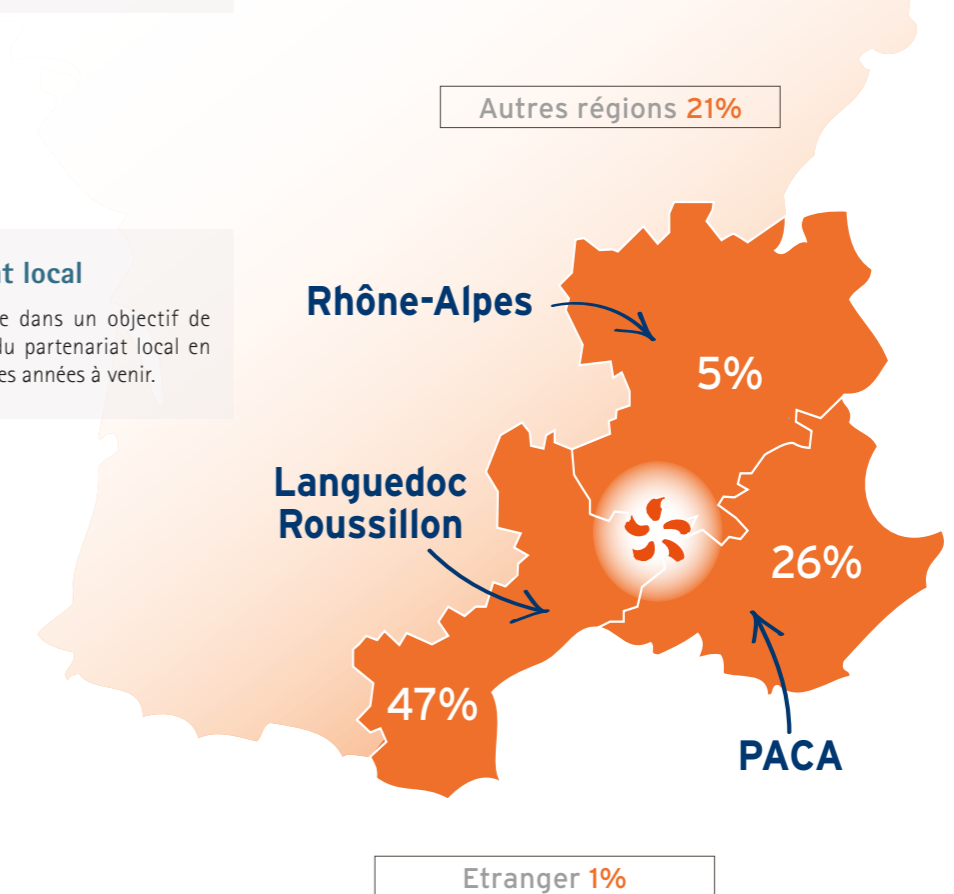 Autres régions 21%
t local
e dans un objectif de
du partenariat local en
es années à venir.
Rhône-Alpes
5%
Languedoc
Roussillon
26%
47%
PACA
Etranger 1%